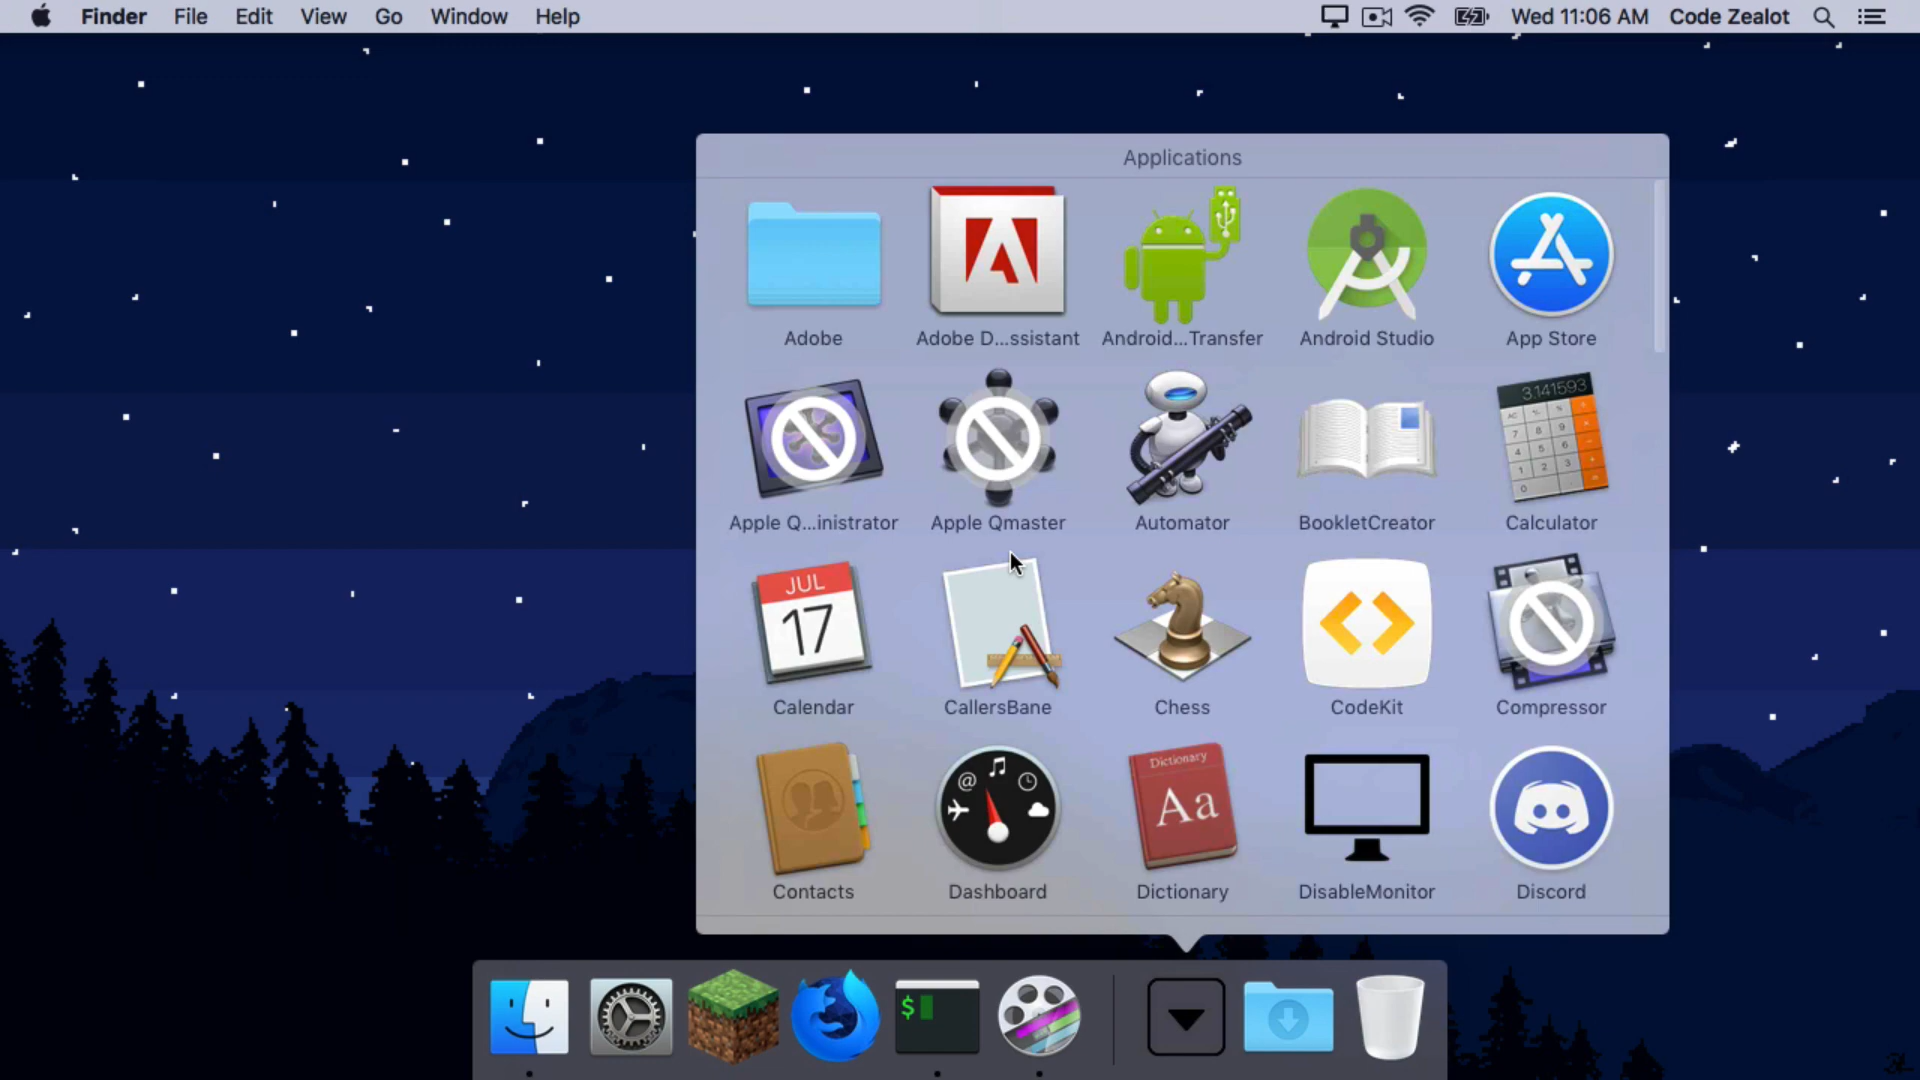 Finder File Edit View Go Window Help Wed 11:06 AM Code Zealot
Applications
Adobe Adobe D...ssistant Android...Transfer Android Studio App Store
3.141593
Apple Q...inistrator Apple Qmaster Automator BookletCreator Calculator
JUL
17
Calendar CallersBane Chess CodeKit Compressor
Dictionary
Aa
Contacts Dashboard Dictionary DisableMonitor Discord
$